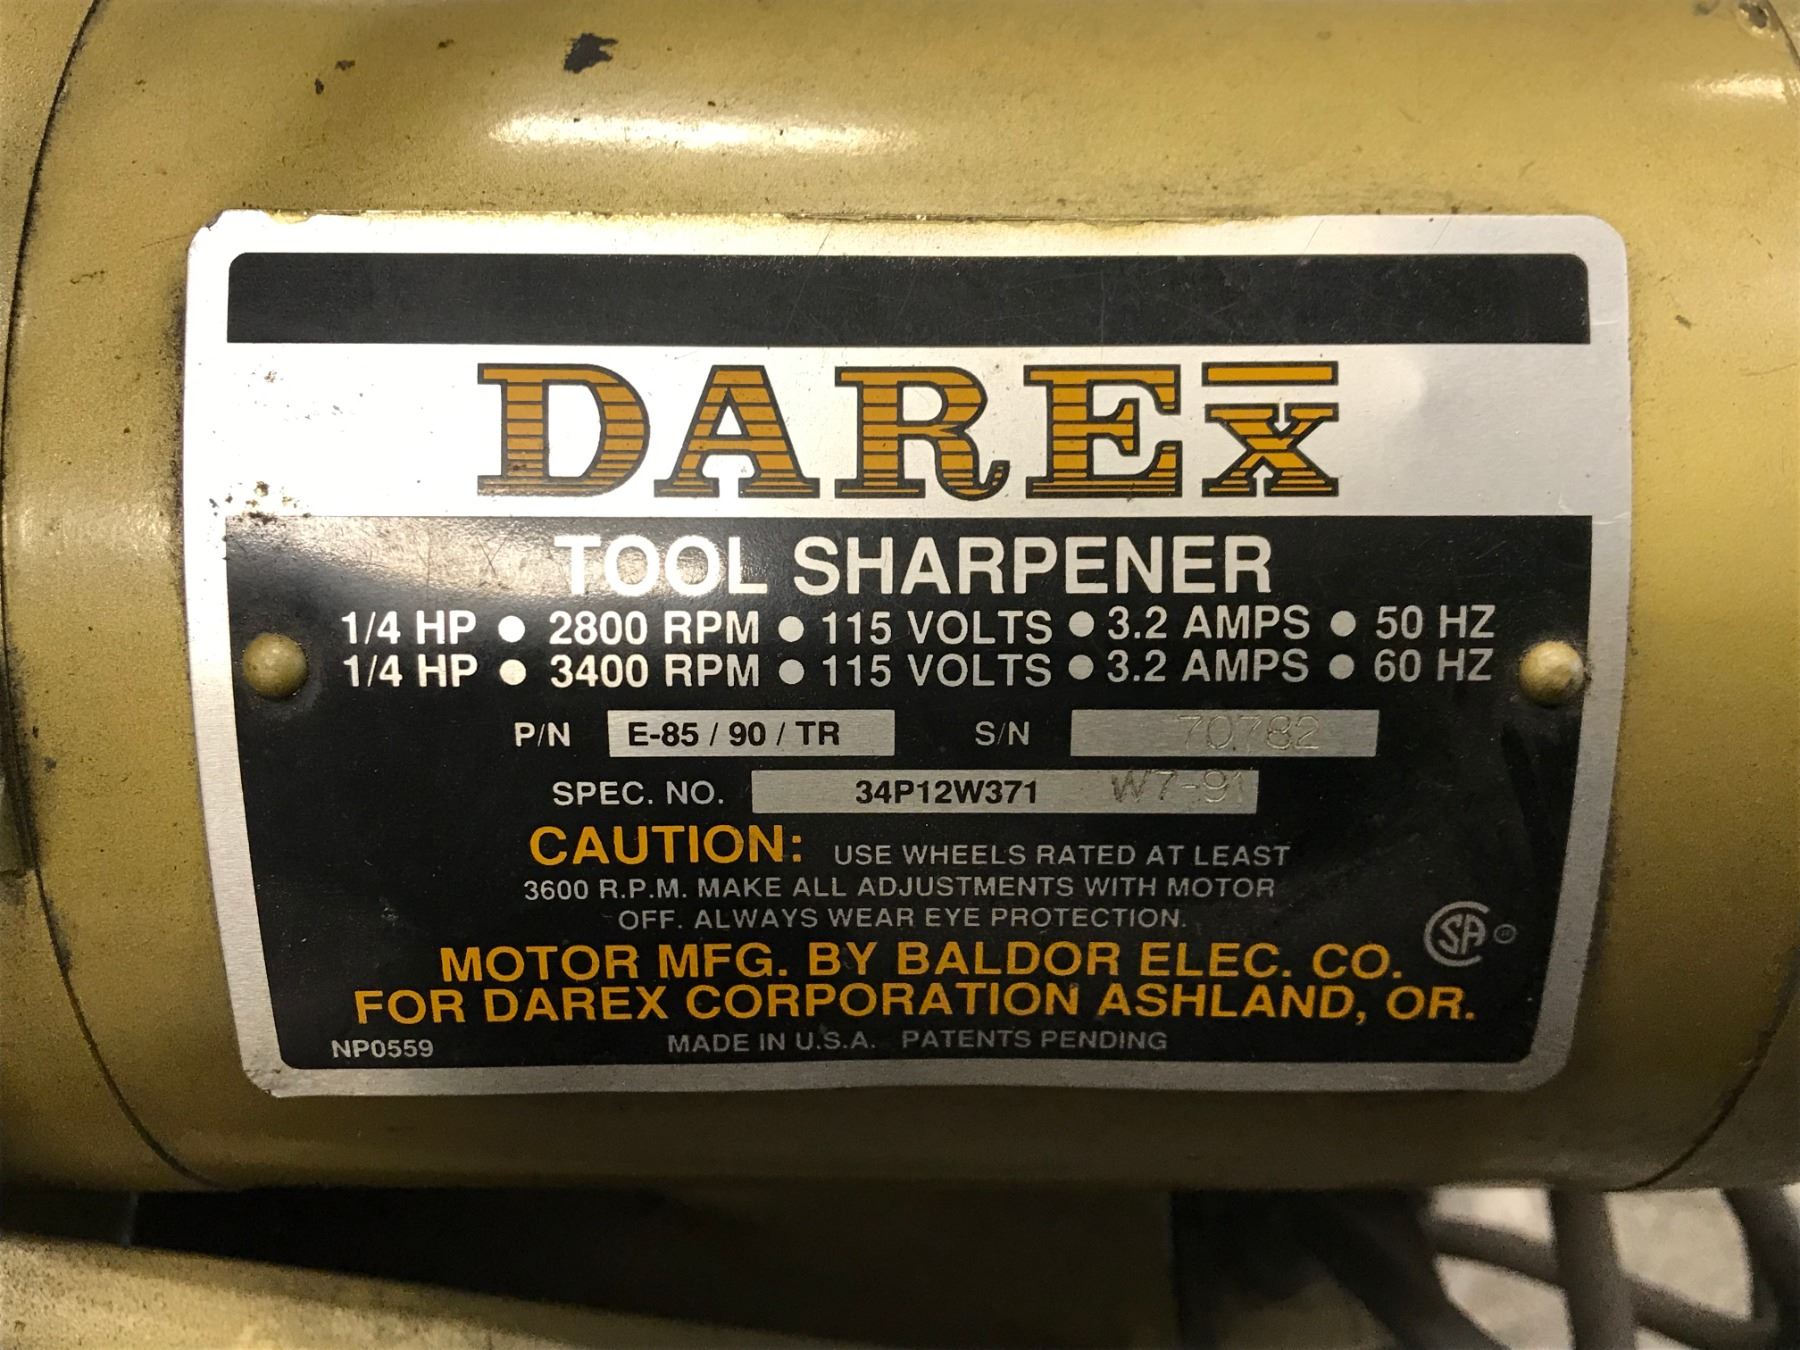 DAREX
TOOL SHARPENER
1/4 HP • 2800 RPM • 115 VOLTS • 3.2 AMPS • 50 HZ
1/4 HP • 3400 RPM • 115 VOLTS • 3.2 AMPS • 60 HZ
P/N E-85 / 90 / TR S/N 70782
SPEC. NO. 34P12W371 W7-91
CAUTION: USE WHEELS RATED AT LEAST
3600 R.P.M. MAKE ALL ADJUSTMENTS WITH MOTOR
OFF. ALWAYS WEAR EYE PROTECTION.
MOTOR MFG. BY BALDOR ELEC. CO. SA ®
FOR DAREX CORPORATION ASHLAND, OR.
NP0559 MADE IN U.S.A. PATENTS PENDING